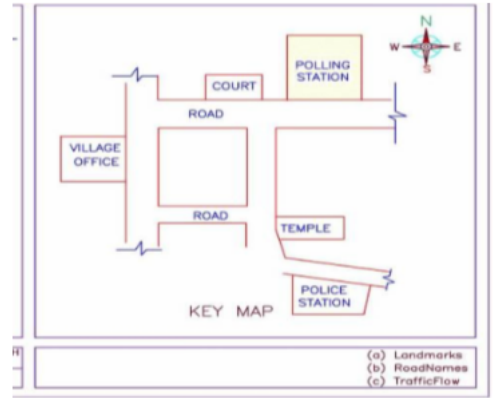 N
W E
S
POLLING
STATION
COURT
ROAD
VILLAGE
OFFICE
ROAD
TEMPLE
POLICE
STATION
KEY MAP
(a) Landmarks
(b) RoadNames
(c) TrafficFlow